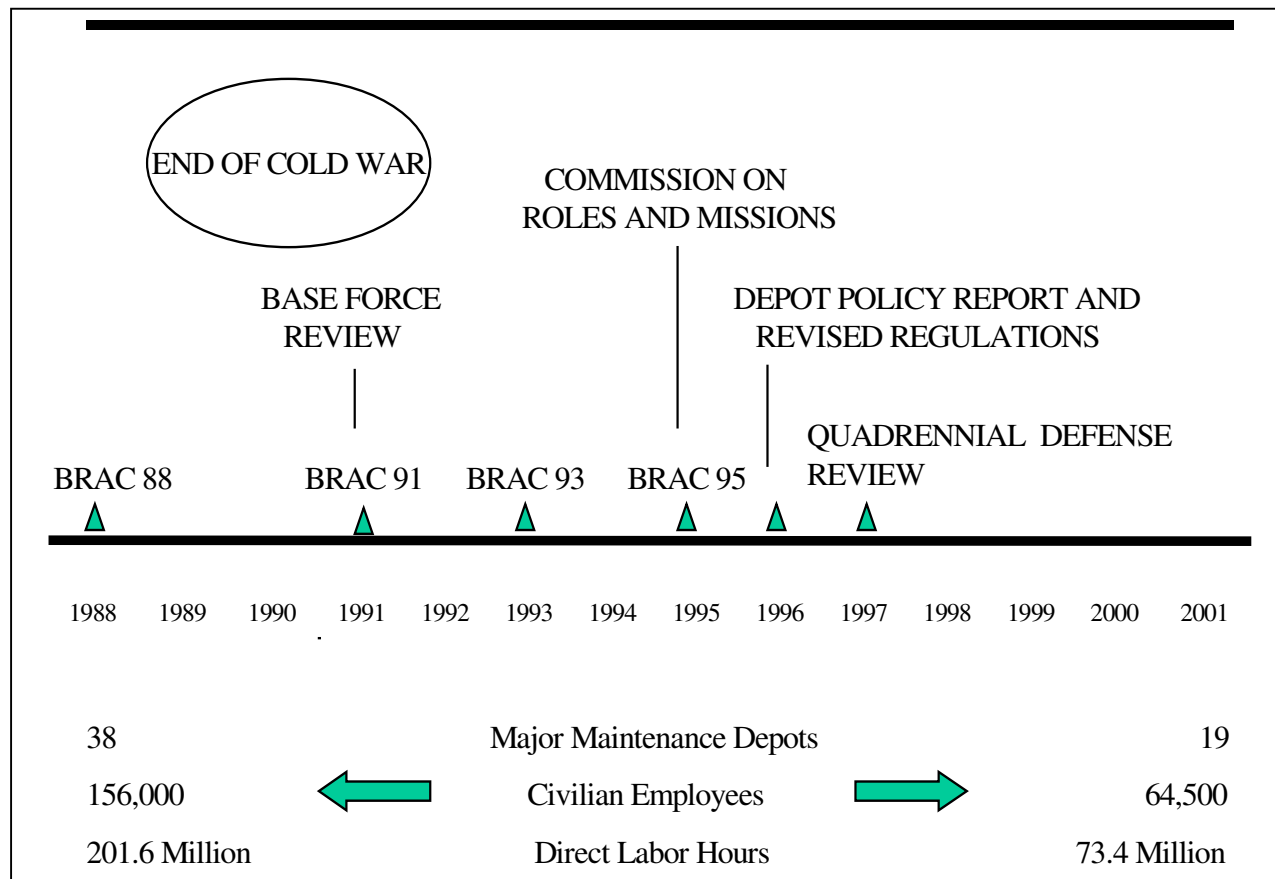 END OF COLD WAR
COMMISSION ON
ROLES AND MISSIONS
BASE FORCE
REVIEW
DEPOT POLICY REPORT AND
REVISED REGULATIONS
QUADRENNIAL DEFENSE
REVIEW
BRAC 88 BRAC 91 BRAC 93 BRAC 95
1988 1989 1990 1991 1992 1993 1994 1995 1996 1997 1998 1999 2000 2001
38 Major Maintenance Depots 19
156,000 Civilian Employees 64,500
201.6 Million Direct Labor Hours 73.4 Million